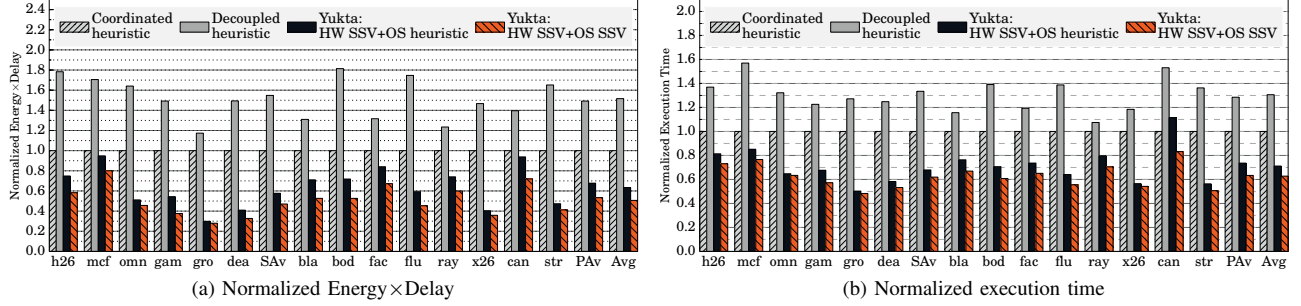 Normalized Energy×Delay
2.4
2.2
2.0
1.8
1.6
1.4
1.2
1.0
0.8
0.6
0.4
0.2
0.0
Coordinated
heuristic
Decoupled
heuristic
Yukta:
HW SSV+OS heuristic
Yukta:
HW SSV+OS SSV
h26 mcf omn gam gro dea SAv bla bod fac flu ray x26 can str PAv Avg
(a) Normalized Energy×Delay
Normalized Execution Time
2.0
1.8
1.6
1.4
1.2
1.0
0.8
0.6
0.4
0.2
0.0
Coordinated
heuristic
Decoupled
heuristic
Yukta:
HW SSV+OS heuristic
Yukta:
HW SSV+OS SSV
h26 mcf omn gam gro dea SAv bla bod fac flu ray x26 can str PAv Avg
(b) Normalized execution time